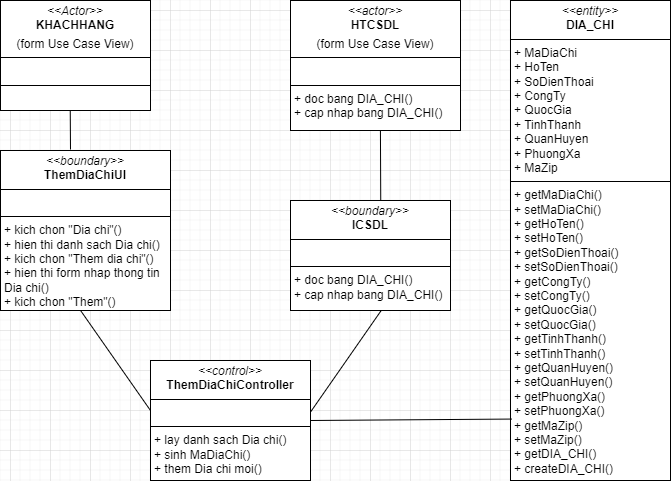 <<Actor>>
KHACHHANG
(form Use Case View)
<<actor>>
HTCSDL
(form Use Case View)
+ doc bang DIA_CHI()
+ cap nhap bang DIA_CHI()
<<entity>>
DIA_CHI
+ MaDiaChi
+ HoTen
+ SoDienThoai
+ CongTy
+ QuocGia
+ TinhThanh
+ QuanHuyen
+ PhuongXa
+ MaZip
+ getMaDiaChi()
+ setMaDiaChi()
+ getHoTen()
+ setHoTen()
+ getSoDienThoai()
+ setSoDienThoai()
+ getCongTy()
+ setCongTy()
+ getQuocGia()
+ setQuocGia()
+ getTinhThanh()
+ setTinhThanh()
+ getQuanHuyen()
+ setQuanHuyen()
+ getPhuongXa()
+ setPhuongXa()
+ getMaZip()
+ setMaZip()
+ getDIA_CHI()
+ createDIA_CHI()
<<boundary>>
ThemDiaChiUI
+ kich chon "Dia chi"()
+ hien thi danh sach Dia chi()
+ kich chon "Them dia chi"()
+ hien thi form nhap thong tin
Dia chi()
+ kich chon "Them"()
<<boundary>>
ICSDL
+ doc bang DIA_CHI()
+ cap nhap bang DIA_CHI()
<<control>>
ThemDiaChiController
+ lay danh sach Dia chi()
+ sinh MaDiaChi()
+ them Dia chi moi()